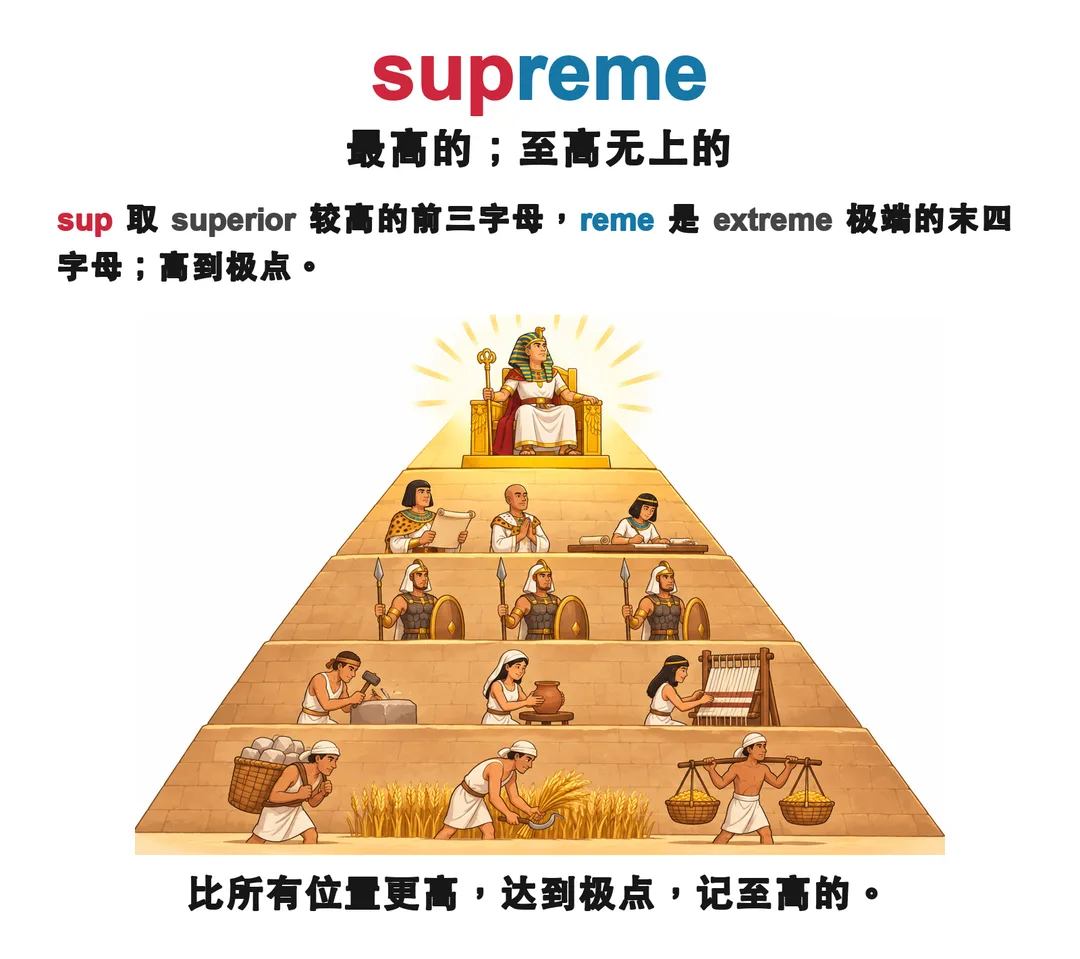 supreme
最高的；至高无上的
sup 取 superior 较高的前三字母，reme 是 extreme 极端的末四
字母；高到极点。
比所有位置更高，达到极点，记至高的。